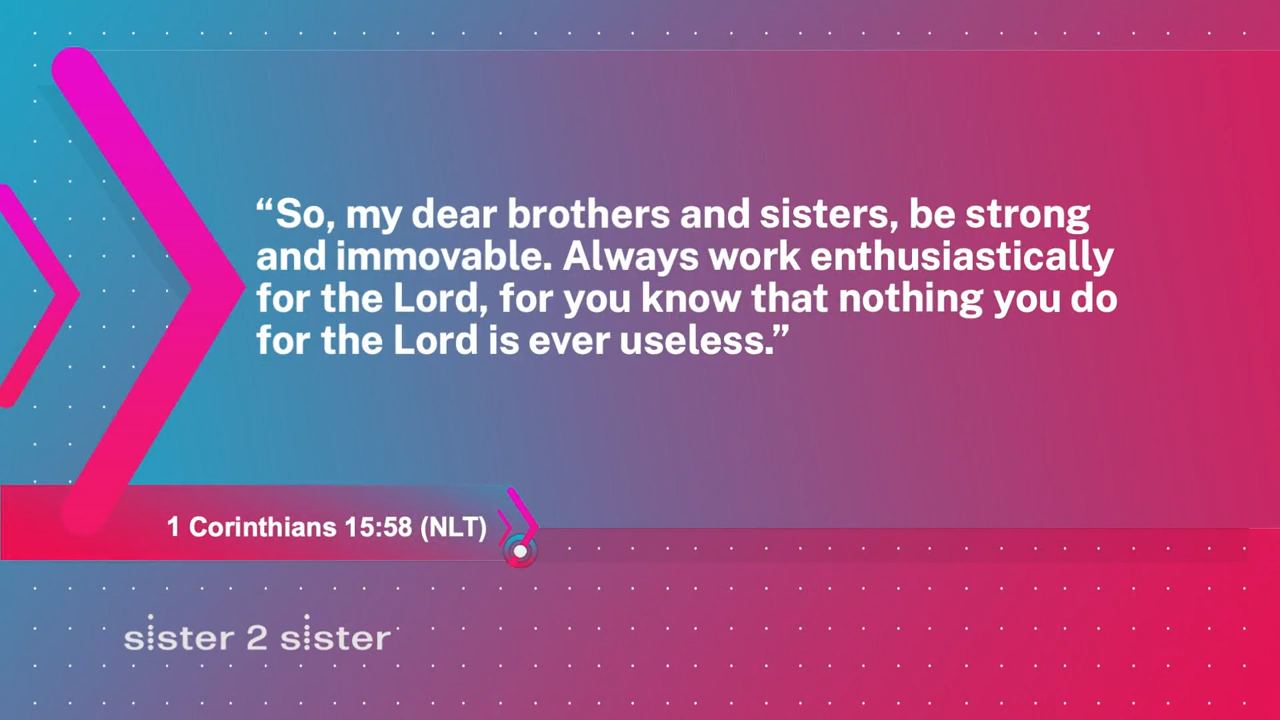 “So, my dear brothers and sisters, be strong
and immovable. Always work enthusiastically
for the Lord, for you know that nothing you do
for the Lord is ever useless.”
1 Corinthians 15:58 (NLT)
sister 2 sister